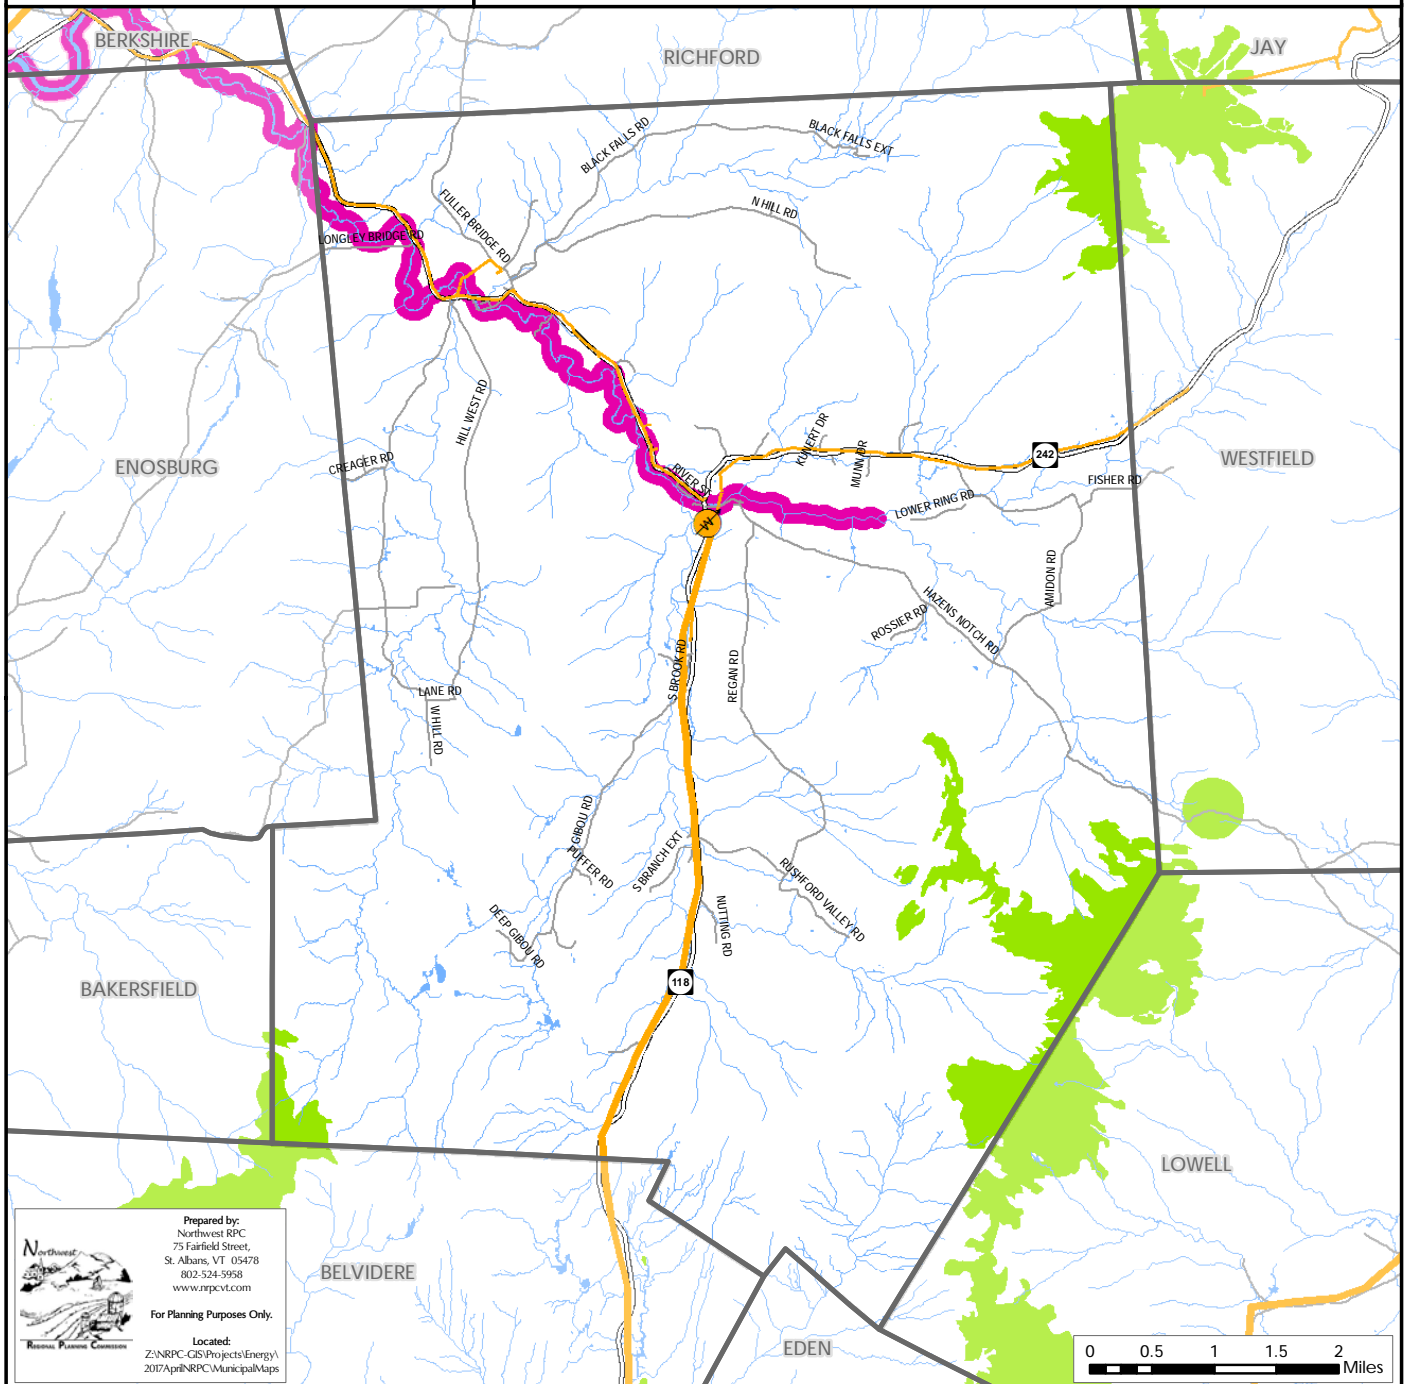 BERKSHIRE
RICHFORD
JAY
BLACK FALLS RD
BLACK FALLS EXT
FULLER BRIDGE RD
N HILL RD
LONGLEY BRIDGE RD
HILL WEST RD
CREAGER RD
ENOSBURG
KUNERT DR
MUNN DR
242
WESTFIELD
RIVER ST
FISHER RD
LOWER RING RD
W
AMIDON RD
HAZENS NOTCH RD
ROSSIER RD
S BROOK RD
REGAN RD
LANE RD
W HILL RD
GIBOU RD
PUFFER RD
S BRANCH EXT
RUSHFORD VALLEY RD
NUTTING RD
DEEP GIBOU RD
118
BAKERSFIELD
LOWELL
BELVIDERE
EDEN
Northwest
REGIONAL PLANNING COMMISSION
Prepared by:
Northwest RPC
75 Fairfield Street,
St. Albans, VT 05478
802-524-5958
www.nrpcvt.com
For Planning Purposes Only.
Located:
Z:\NRPC-GIS\Projects\Energy\
2017AprilNRPC\MunicipalMaps
0 0.5 1 1.5 2
Miles